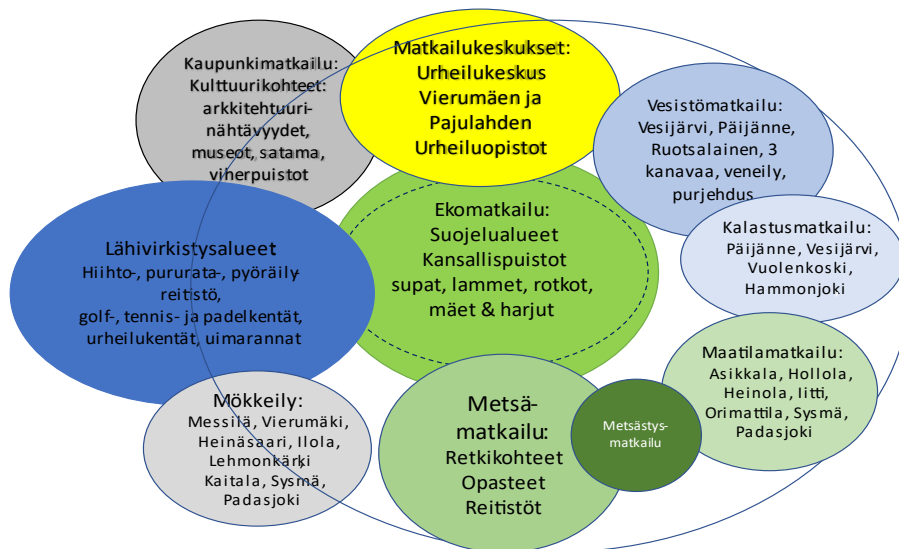 Kaupunkimatkailu:
Kulttuurikohteet:
arkkitehtuuri-
nähtävyydet,
museot, satama,
viherpuistot
Matkailukeskukset:
Urheilukeskus
Vierumäen ja
Pajulahden
Urheiluopistot
Vesistömatkailu:
Vesijärvi, Päijänne,
Ruotsalainen, 3
kanavaa, veneily,
purjehdus
Lähivirkistysalueet
Hiihto-, pururata-, pyöräily-
reitistö,
golf-, tennis- ja padelkentät,
urheilukentät, uimarannat
Ekomatkailu:
Suojelualueet
Kansallispuistot
supat, lammet, rotkot,
mäet & harjut
Kalastusmatkailu:
Päijänne, Vesijärvi,
Vuolenkoski,
Hammonjoki
Mökkeily:
Messilä, Vierumäki,
Heinäsaari, Ilola,
Lehmonkärki,
Kaitala, Sysmä,
Padasjoki
Metsä-
matkailu:
Retkikohteet
Opasteet
Reitistöt
Metsästys-
matkailu
Maatilamatkailu:
Asikkala, Hollola,
Heinola, Iitti,
Orimattila, Sysmä,
Padasjoki